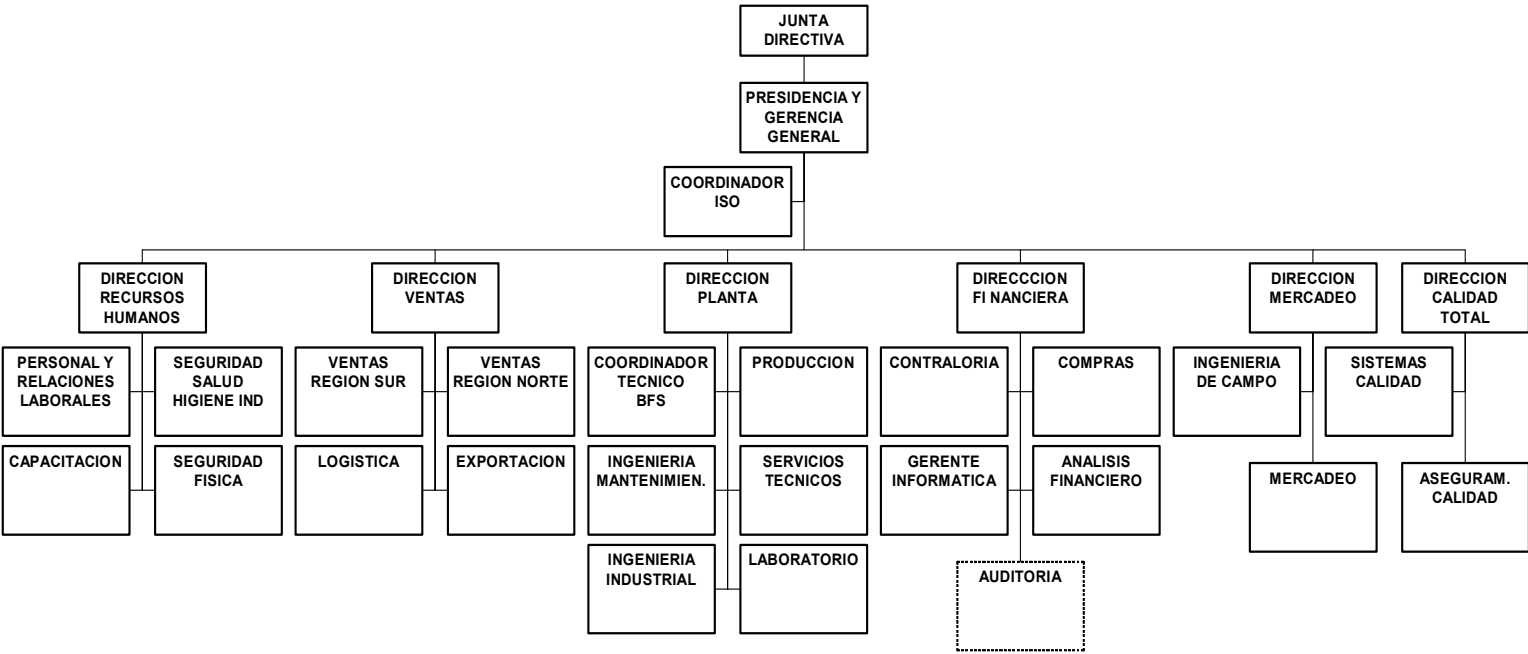 JUNTA
DIRECTIVA
PRESIDENCIA Y
GERENCIA
GENERAL
COORDINADOR
ISO
DIRECCION
RECURSOS
HUMANOS
DIRECCION
VENTAS
DIRECCION
PLANTA
DIRECCCION
FI NANCIERA
DIRECCION
MERCADEO
DIRECCION
CALIDAD
TOTAL
PERSONAL Y
RELACIONES
LABORALES
SEGURIDAD
SALUD
HIGIENE IND
VENTAS
REGION SUR
VENTAS
REGION NORTE
COORDINADOR
TECNICO
BFS
PRODUCCION
CONTRALORIA
COMPRAS
INGENIERIA
DE CAMPO
SISTEMAS
CALIDAD
CAPACITACION
SEGURIDAD
FISICA
LOGISTICA
EXPORTACION
INGENIERIA
MANTENIMIEN.
SERVICIOS
TECNICOS
GERENTE
INFORMATICA
ANALISIS
FINANCIERO
MERCADEO
ASEGURAM.
CALIDAD
INGENIERIA
INDUSTRIAL
LABORATORIO
AUDITORIA